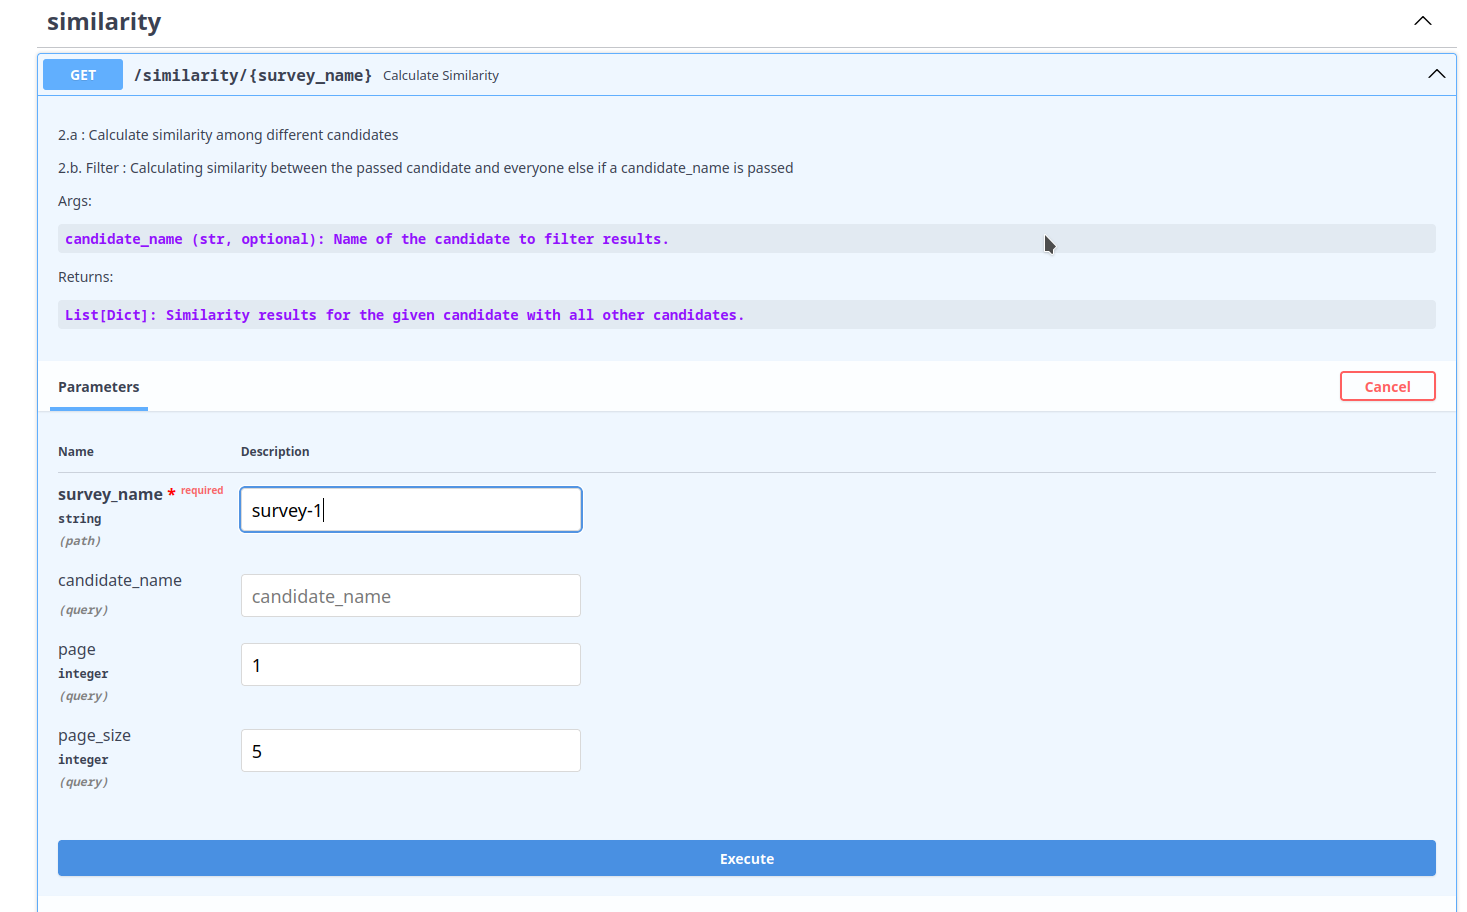 similarity
GET /similarity/{survey_name} Calculate Similarity
2.a : Calculate similarity among different candidates
2.b. Filter : Calculating similarity between the passed candidate and everyone else if a candidate_name is passed
Args:
candidate_name (str, optional): Name of the candidate to filter results.
Returns:
List[Dict]: Similarity results for the given candidate with all other candidates.
Parameters Cancel
Name Description
survey_name * required
string
(path)
survey-1
candidate_name
(query)
candidate_name
page
integer
(query)
1
page_size
integer
(query)
5
Execute